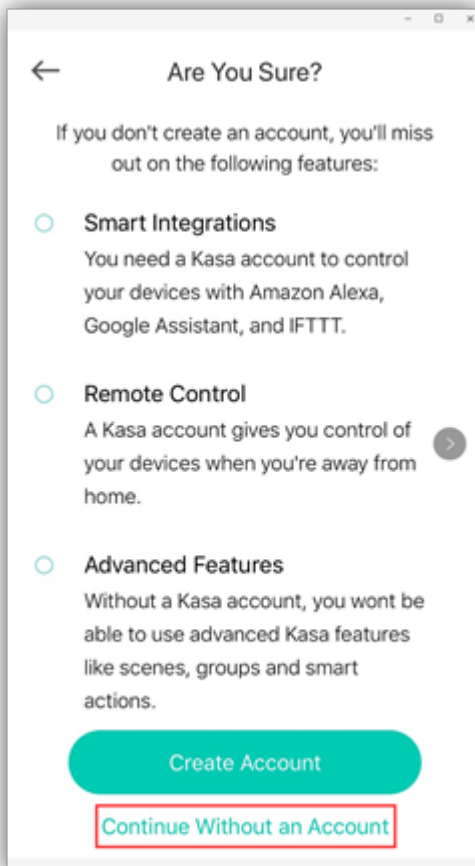 Are You Sure?
If you don't create an account, you'll miss
out on the following features:
Smart Integrations
You need a Kasa account to control
your devices with Amazon Alexa,
Google Assistant, and IFTTT.
Remote Control
A Kasa account gives you control of
your devices when you're away from
home.
Advanced Features
Without a Kasa account, you wont be
able to use advanced Kasa features
like scenes, groups and smart
actions.
Create Account
Continue Without an Account